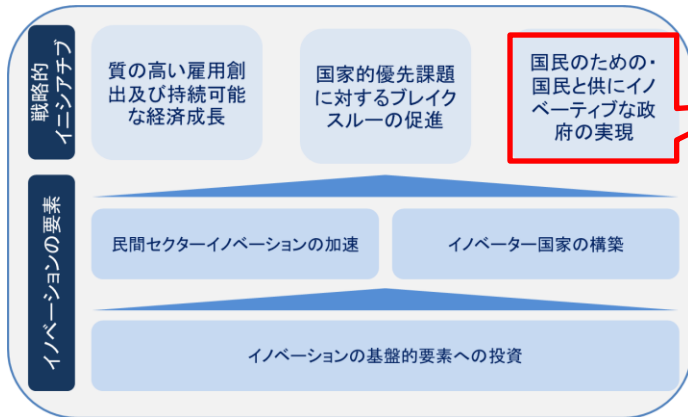 戦略的
イニシアチブ
質の高い雇用創
出及び持続可能
な経済成長
国家的優先課題
に対するブレイク
スルーの促進
国民のための・
国民と供にイノ
ベーティブな政
府の実現
イノベーションの要素
民間セクターイノベーションの加速
イノベーター国家の構築
イノベーションの基盤的要素への投資